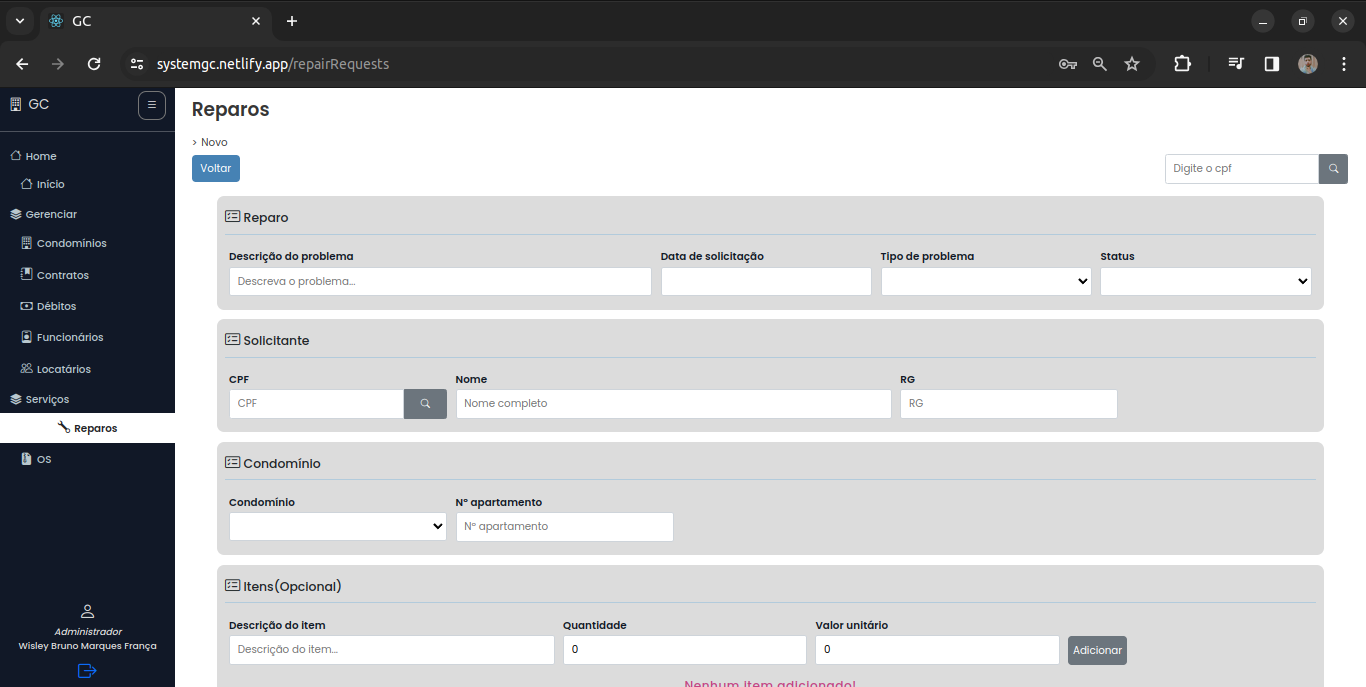 GC
systemgc.netlify.app/repairRequests
GC
Home
Início
Gerenciar
Condomínios
Contratos
Débitos
Funcionários
Locatários
Serviços
Reparos
OS
Administrador
Wisley Bruno Marques França
Reparos
> Novo
Voltar
Digite o cpf
Reparo
Descrição do problema Data de solicitação Tipo de problema Status
Descreva o problema...
Solicitante
CPF Nome RG
CPF Nome completo RG
Condomínio
Condomínio Nº apartamento
Nº apartamento
Itens(Opcional)
Descrição do item Quantidade Valor unitário
Descrição do item... 0 0 Adicionar
Nenhum item adicionado!